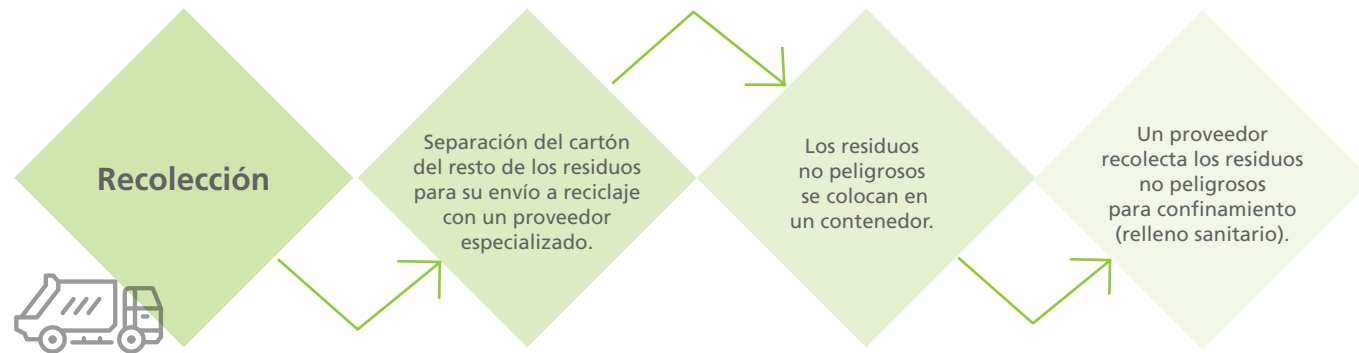 Recolección
Separación del cartón
del resto de los residuos
para su envío a reciclaje
con un proveedor
especializado.
Los residuos
no peligrosos
se colocan en
un contenedor.
Un proveedor
recolecta los residuos
no peligrosos
para confinamiento
(relleno sanitario).